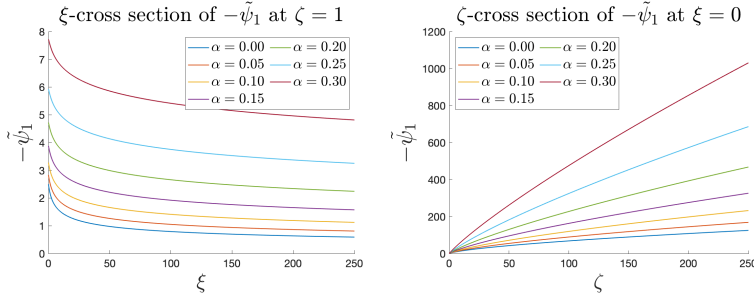 ξ-cross section of −ψ̃₁ at ζ = 1
8
7
6
5
4
3
2
1
0
−ψ̃₁
α = 0.00 α = 0.20
α = 0.05 α = 0.25
α = 0.10 α = 0.30
α = 0.15
0 50 100 150 200 250
ξ
ζ-cross section of −ψ̃₁ at ξ = 0
1200
1000
800
600
400
200
0
−ψ̃₁
α = 0.00 α = 0.20
α = 0.05 α = 0.25
α = 0.10 α = 0.30
α = 0.15
0 50 100 150 200 250
ζ